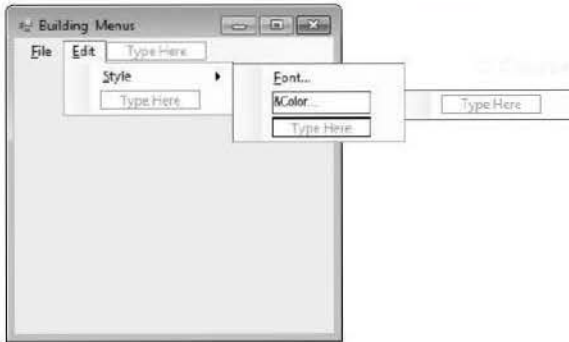 Building Menus
File Edit Type Here
Style
Font...
Type Here
&Color...
Type Here
Type Here